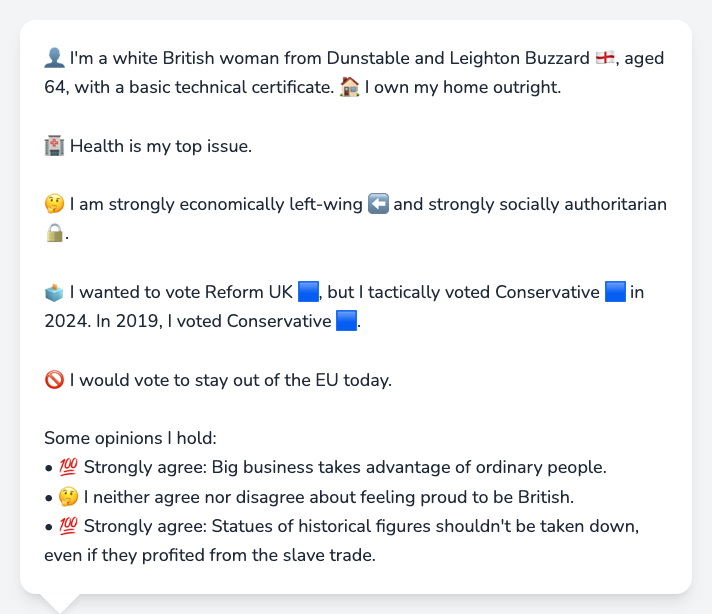 👤 I'm a white British woman from Dunstable and Leighton Buzzard 🏴󠁧󠁢󠁥󠁮󠁧󠁿, aged
64, with a basic technical certificate. 🏠 I own my home outright.
🏥 Health is my top issue.
🤔 I am strongly economically left-wing ⬅️ and strongly socially authoritarian
🔒.
🗳️ I wanted to vote Reform UK 🟦, but I tactically voted Conservative 🟦 in
2024. In 2019, I voted Conservative 🟦.
🚫 I would vote to stay out of the EU today.
Some opinions I hold:
• 💯 Strongly agree: Big business takes advantage of ordinary people.
• 🤔 I neither agree nor disagree about feeling proud to be British.
• 💯 Strongly agree: Statues of historical figures shouldn't be taken down,
even if they profited from the slave trade.